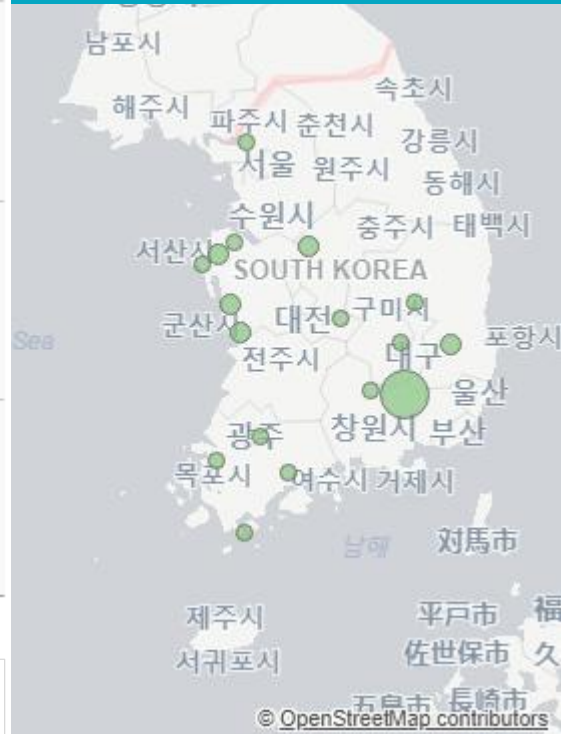 남포시
해주시
속초시
파주시
춘천시
강릉시
서울
원주시
동해시
수원시
충주시
태백시
서산시
SOUTH KOREA
구미시
대전
군산시
포항시
Sea
대구
전주시
울산
창원시
부산
광주
목포시
여수시
거제시
남해
対馬市
제주시
平戸市
福
서귀포시
佐世保市
久
五島市
長崎市
© OpenStreetMap contributors